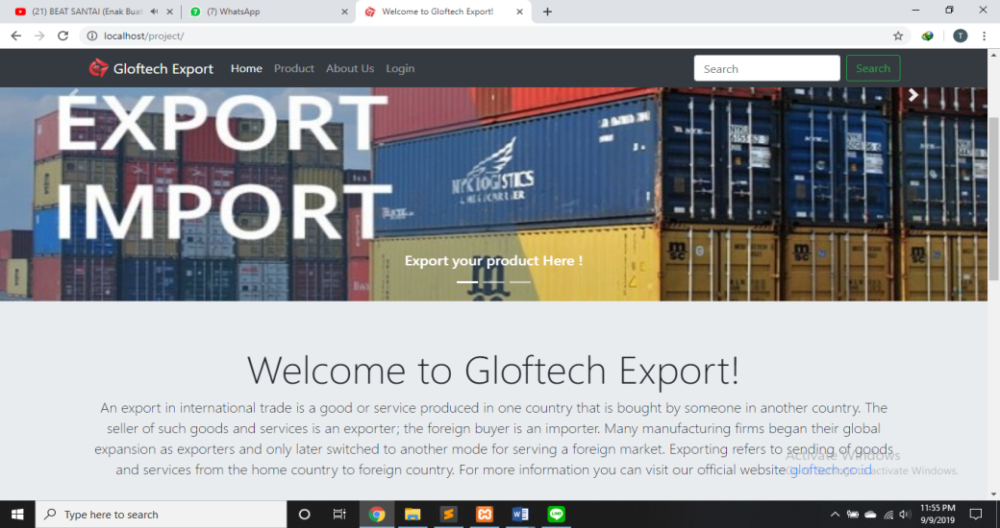 (21) BEAT SANTAI (Enak Buat
(7) WhatsApp
Welcome to Gloftech Export!
localhost/project/
T
Gloftech Export
Home
Product
About Us
Login
Search
Search
EXPORT
IMPORT
NYK LOGISTICS
msc
msc
msc
Export your product Here !
Welcome to Gloftech Export!
An export in international trade is a good or service produced in one country that is bought by someone in another country. The
seller of such goods and services is an exporter; the foreign buyer is an importer. Many manufacturing firms began their global
expansion as exporters and only later switched to another mode for serving a foreign market. Exporting refers to sending of goods
and services from the home country to foreign country. For more information you can visit our official website gloftech.co.id
Activate Windows
Go to Settings to activate Windows.
Type here to search
11:55 PM
9/9/2019